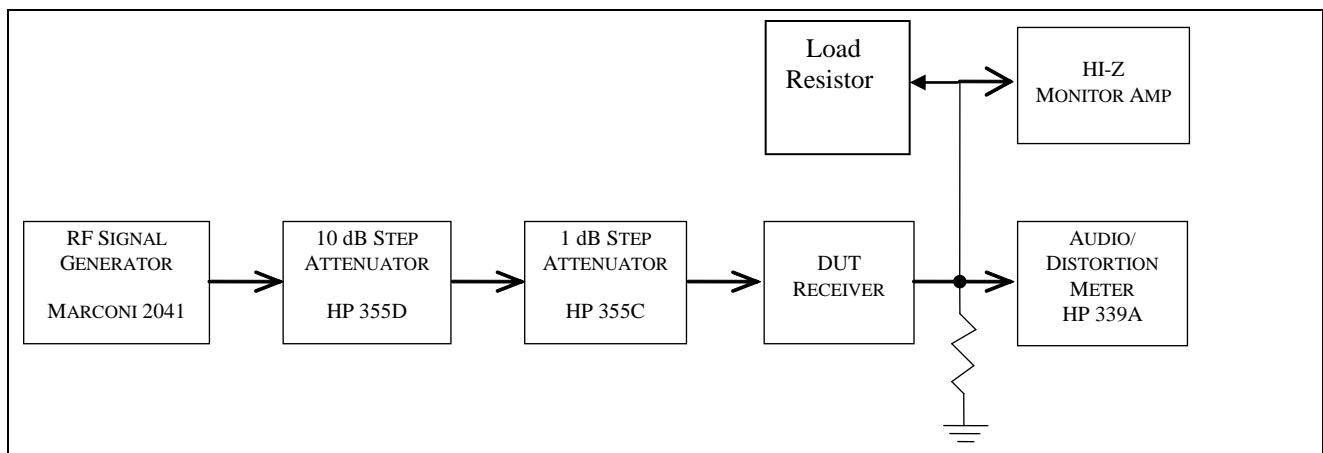 Load
Resistor
HI-Z
MONITOR AMP
RF SIGNAL
GENERATOR
MARCONI 2041
10 dB STEP
ATTENUATOR
HP 355D
1 dB STEP
ATTENUATOR
HP 355C
DUT
RECEIVER
AUDIO/
DISTORTION
METER
HP 339A